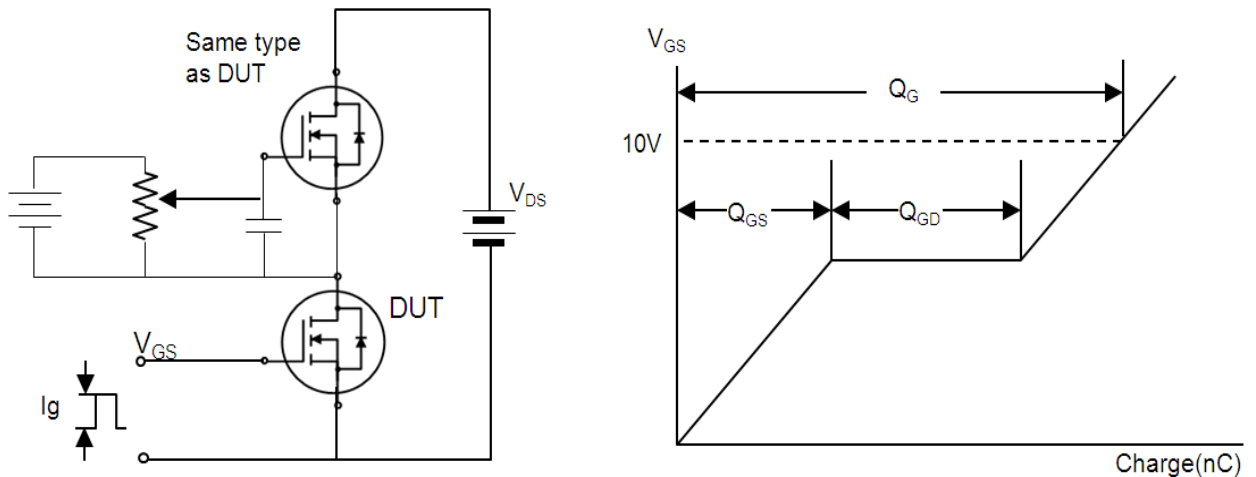 Same type
as DUT
V_DS
DUT
V_GS
Ig
V_GS
Q_G
10V
Q_GS
Q_GD
Charge(nC)